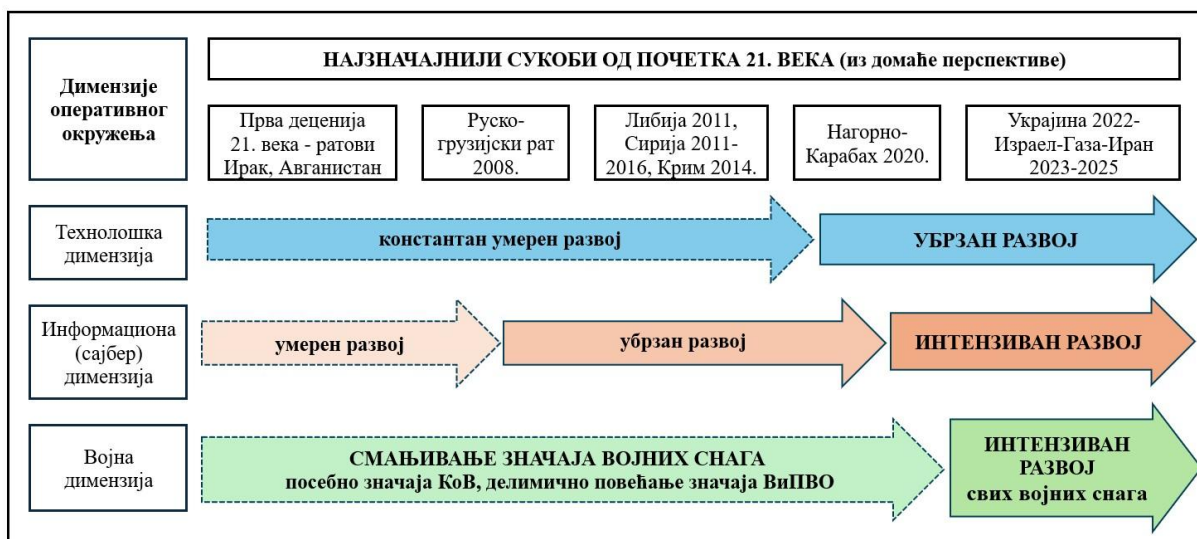 Димензије
оперативног
окружења
НАЈЗНАЧАЈНИЈИ СУКОБИ ОД ПОЧЕТКА 21. ВЕКА (из домаће перспективе)
Прва деценија
21. века - ратови
Ирак, Авганистан
Руско-
грузијски рат
2008.
Либија 2011,
Сирија 2011-
2016, Крим 2014.
Нагорно-
Карабах 2020.
Украјина 2022-
Израел-Газа-Иран
2023-2025
Технолошка
димензија
константан умерен развој
УБРЗАН РАЗВОЈ
Информациона
(сајбер)
димензија
умерен развој
убрзан развој
ИНТЕНЗИВАН РАЗВОЈ
Војна
димензија
СМАЊИВАЊЕ ЗНАЧАЈА ВОЈНИХ СНАГА
посебно значаја КоВ, делимично повећање значаја ВиПВО
ИНТЕНЗИВАН
РАЗВОЈ
свих војних снага